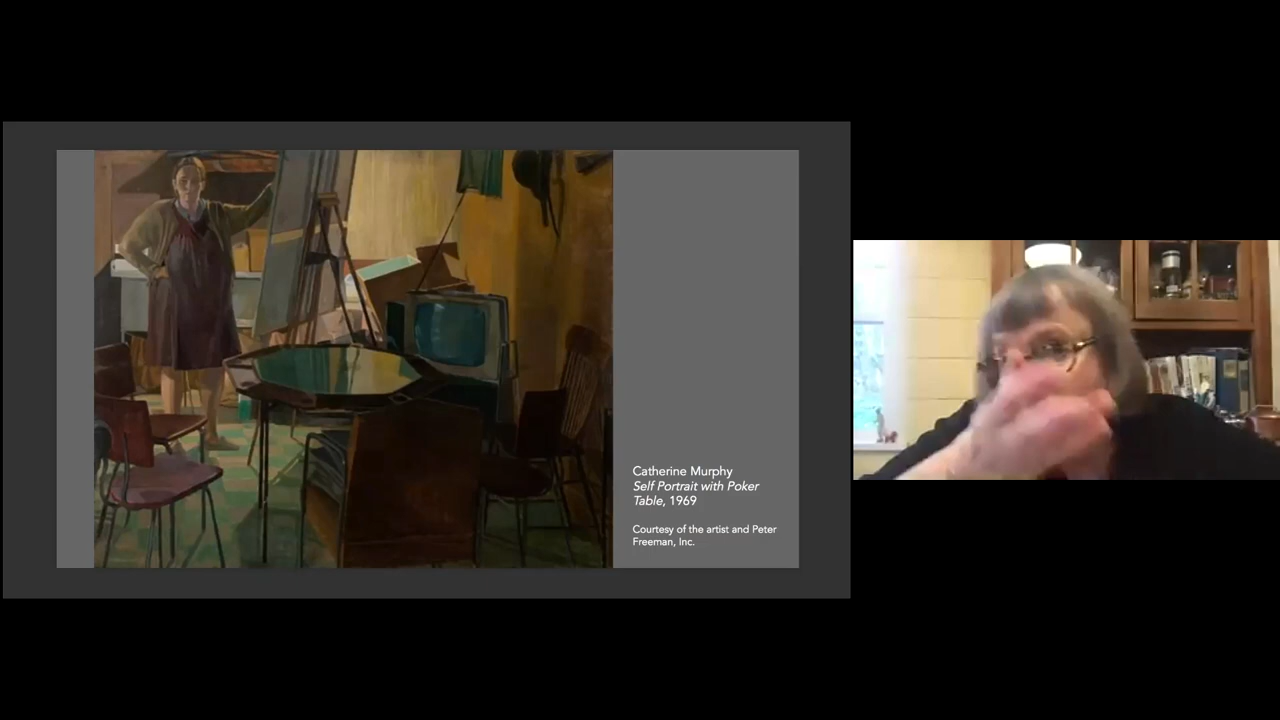 Catherine Murphy
Self Portrait with Poker
Table, 1969
Courtesy of the artist and Peter
Freeman, Inc.